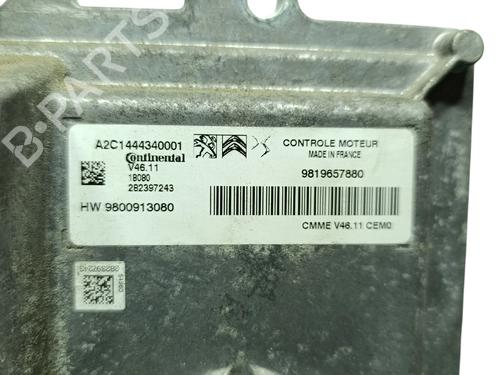 A2C1444340001
Continental
V46.11
18080
282397243
HW 9800913080
CONTROLE MOTEUR
MADE IN FRANCE
9819657880
CMME V46.11 CEM0
282397243
B-PARTS